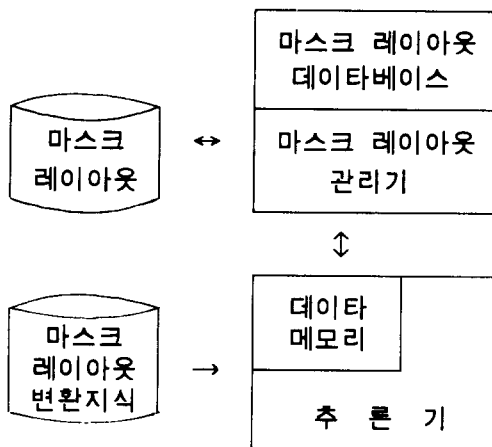 마스크 레이아웃
데이타베이스
마스크
레이아웃
↔
마스크 레이아웃
관리기
↕
마스크
레이아웃
변환지식
→
데이타
메모리
추 론 기